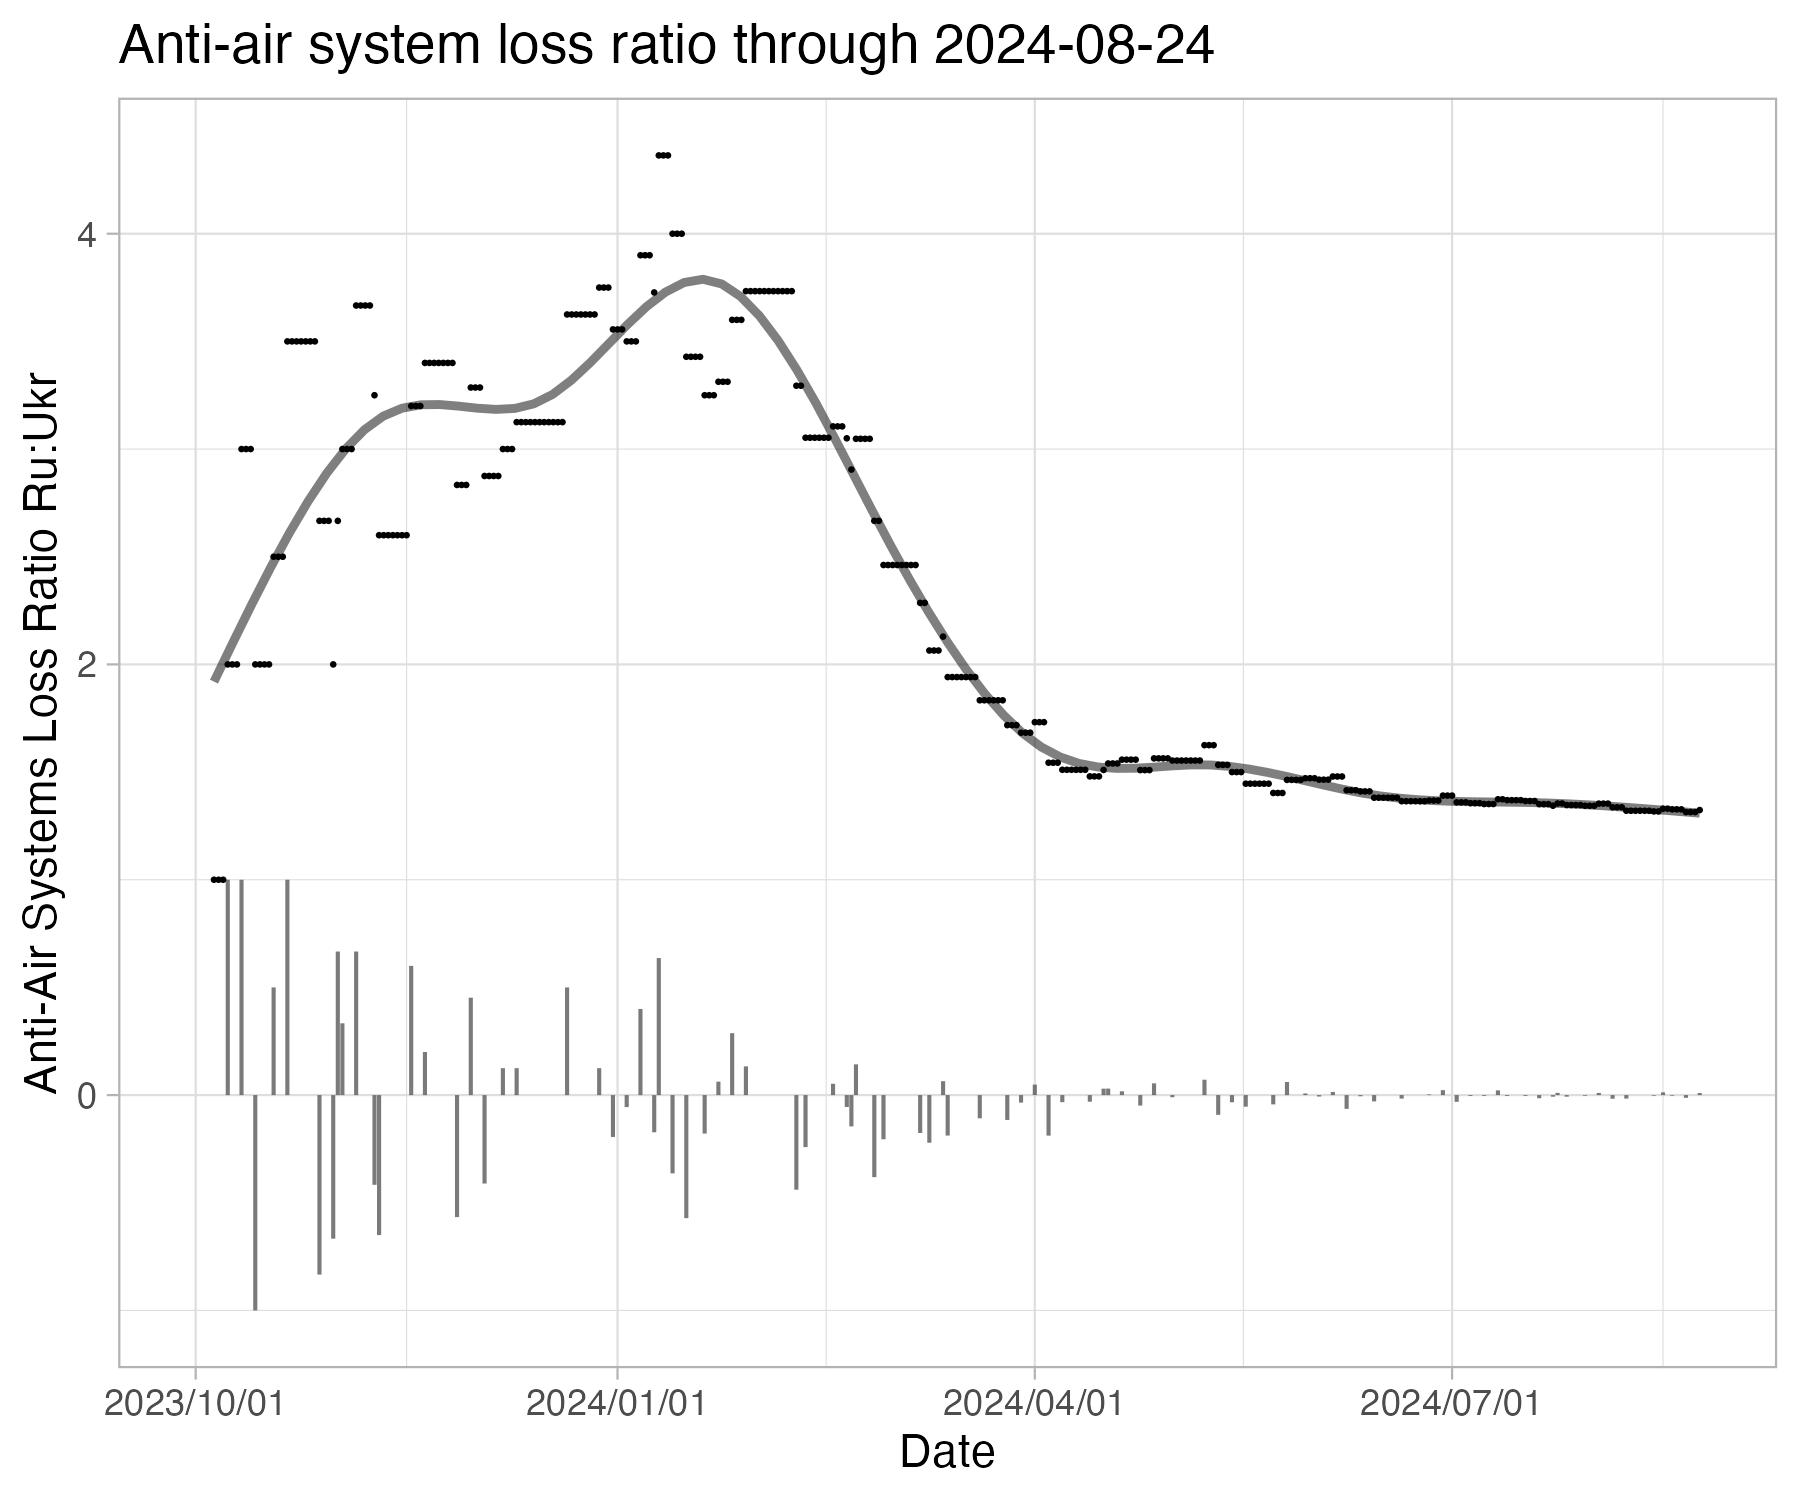 Anti-air system loss ratio through 2024-08-24
Anti-Air Systems Loss Ratio Ru:Ukr
4
2
0
2023/10/01
2024/01/01
2024/04/01
2024/07/01
Date